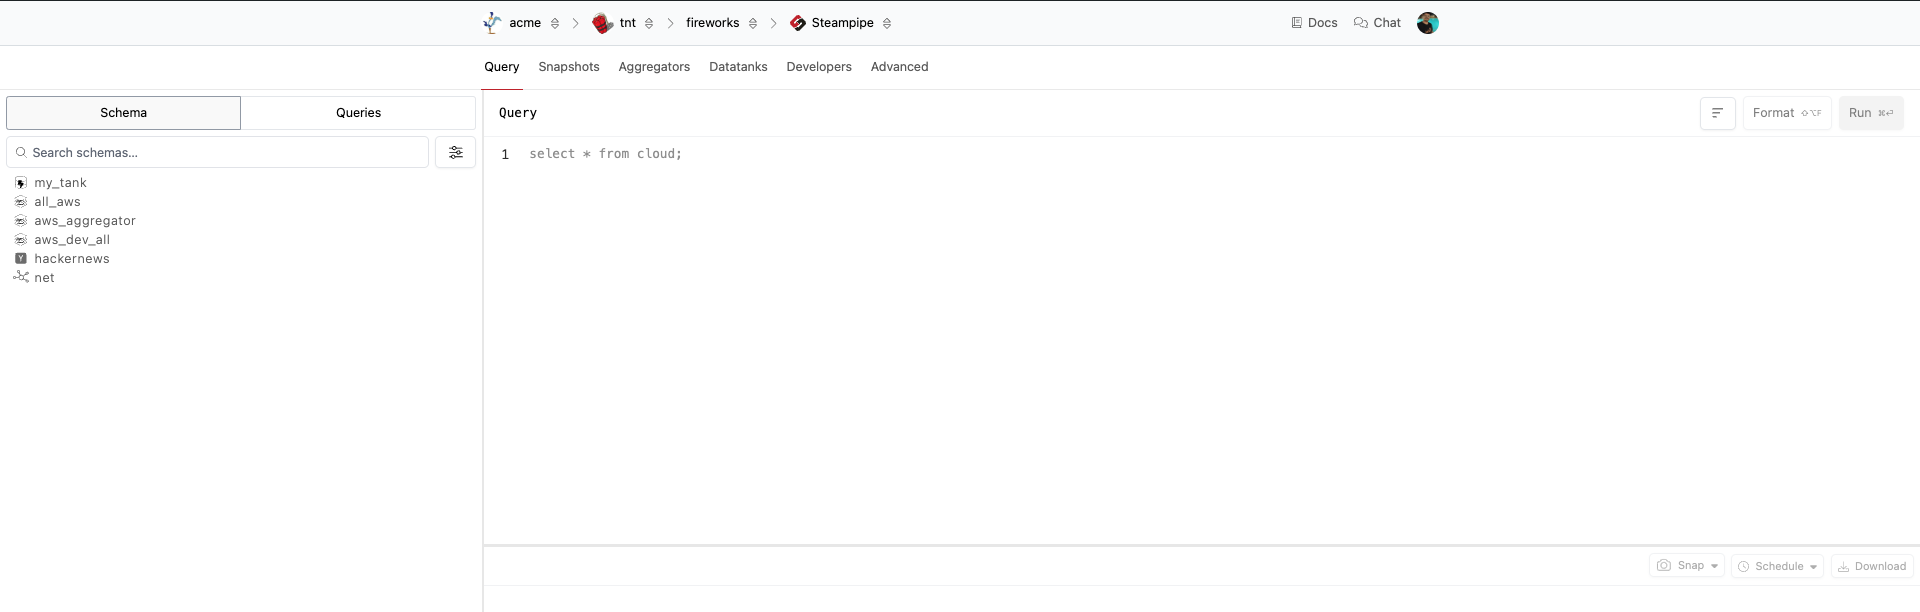 acme tnt fireworks Steampipe Docs Chat
Query Snapshots Aggregators Datatanks Developers Advanced
Schema Queries
Search schemas...
my_tank
all_aws
aws_aggregator
aws_dev_all
hackernews
net
Query Format ⇧⌥F Run ⌘⏎
1 select * from cloud;
Snap Schedule Download